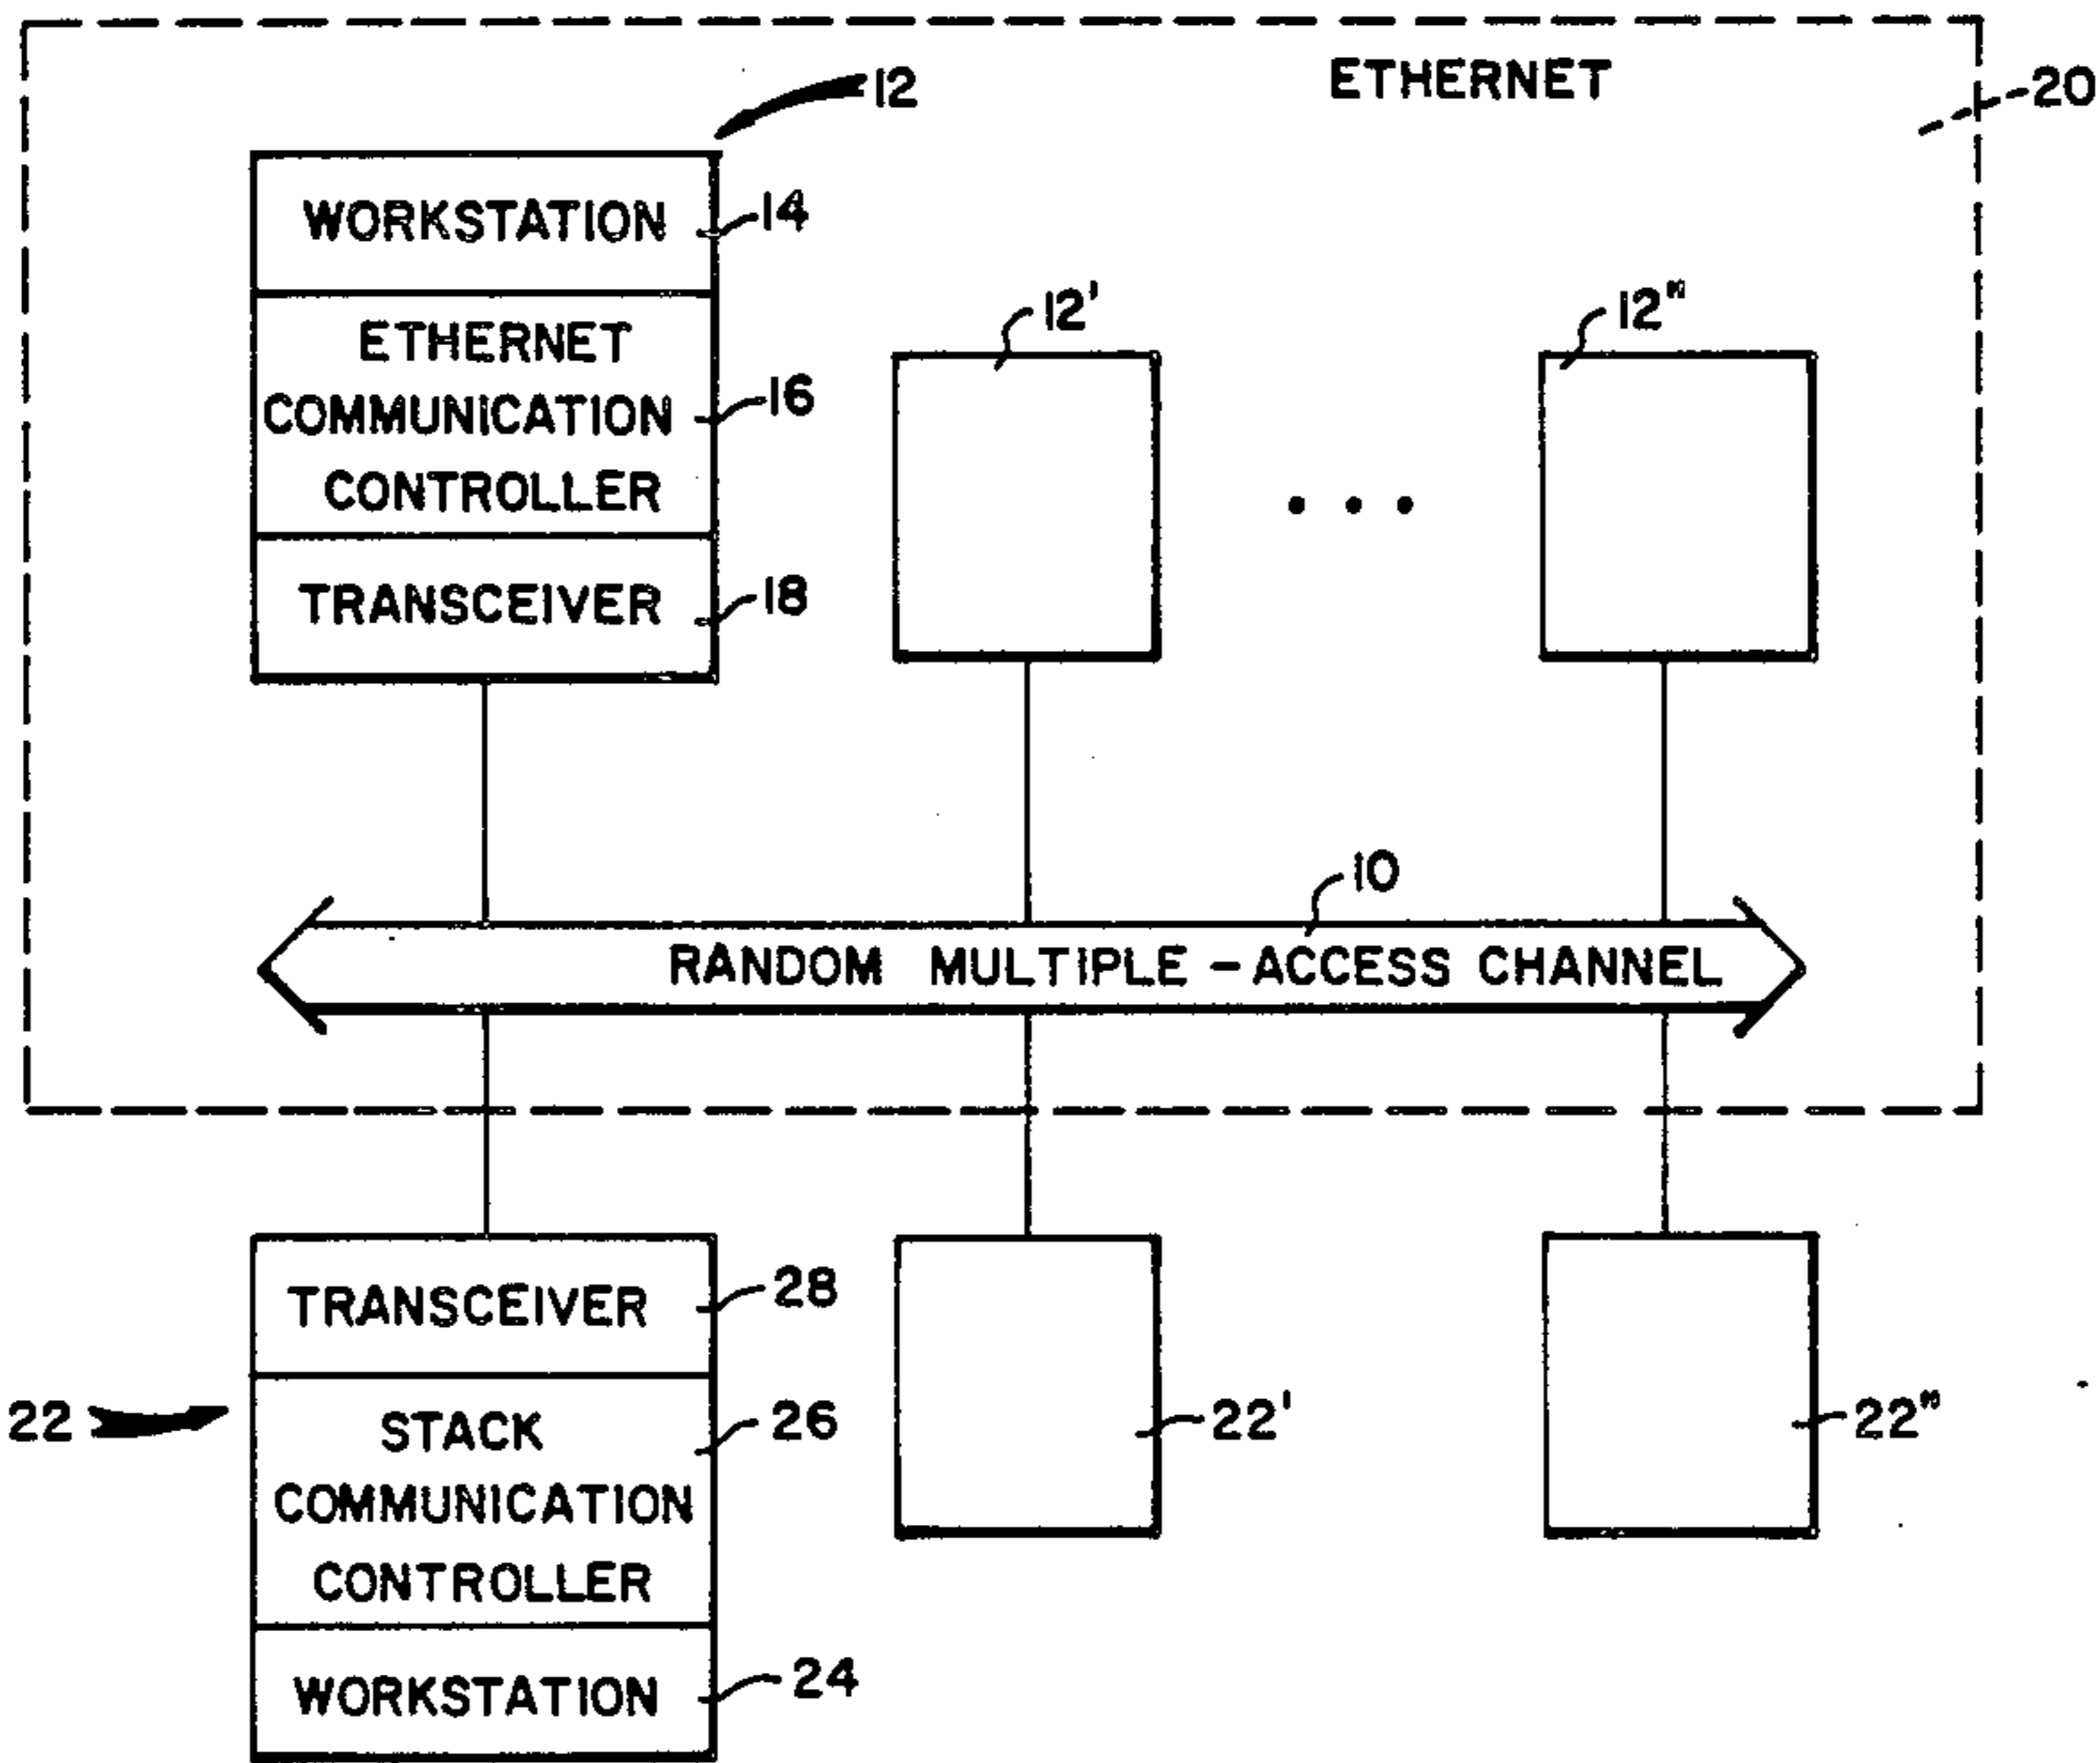 ETHERNET
20
12
WORKSTATION
14
12'
12"
ETHERNET
COMMUNICATION
CONTROLLER
16
TRANSCEIVER
18
10
RANDOM MULTIPLE-ACCESS CHANNEL
TRANSCEIVER
28
22
STACK
COMMUNICATION
CONTROLLER
26
22'
22"
WORKSTATION
24